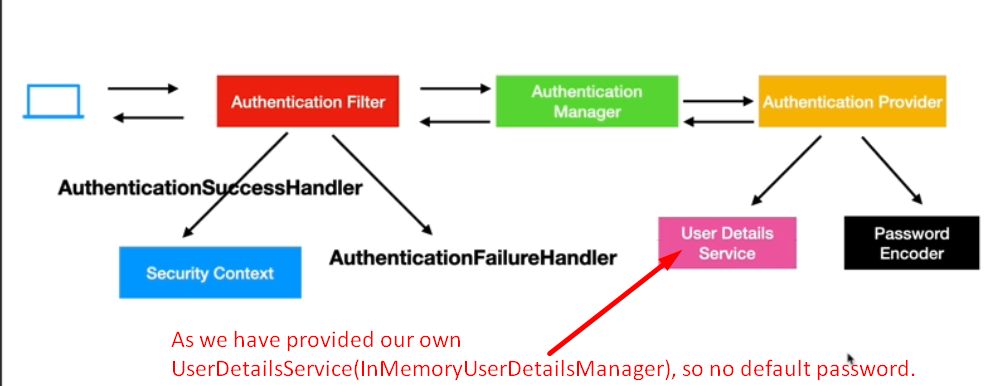 Authentication Filter
Authentication
Manager
Authentication Provider
AuthenticationSuccessHandler
AuthenticationFailureHandler
Security Context
User Details
Service
Password
Encoder
As we have provided our own
UserDetailsService(InMemoryUserDetailsManager), so no default password.